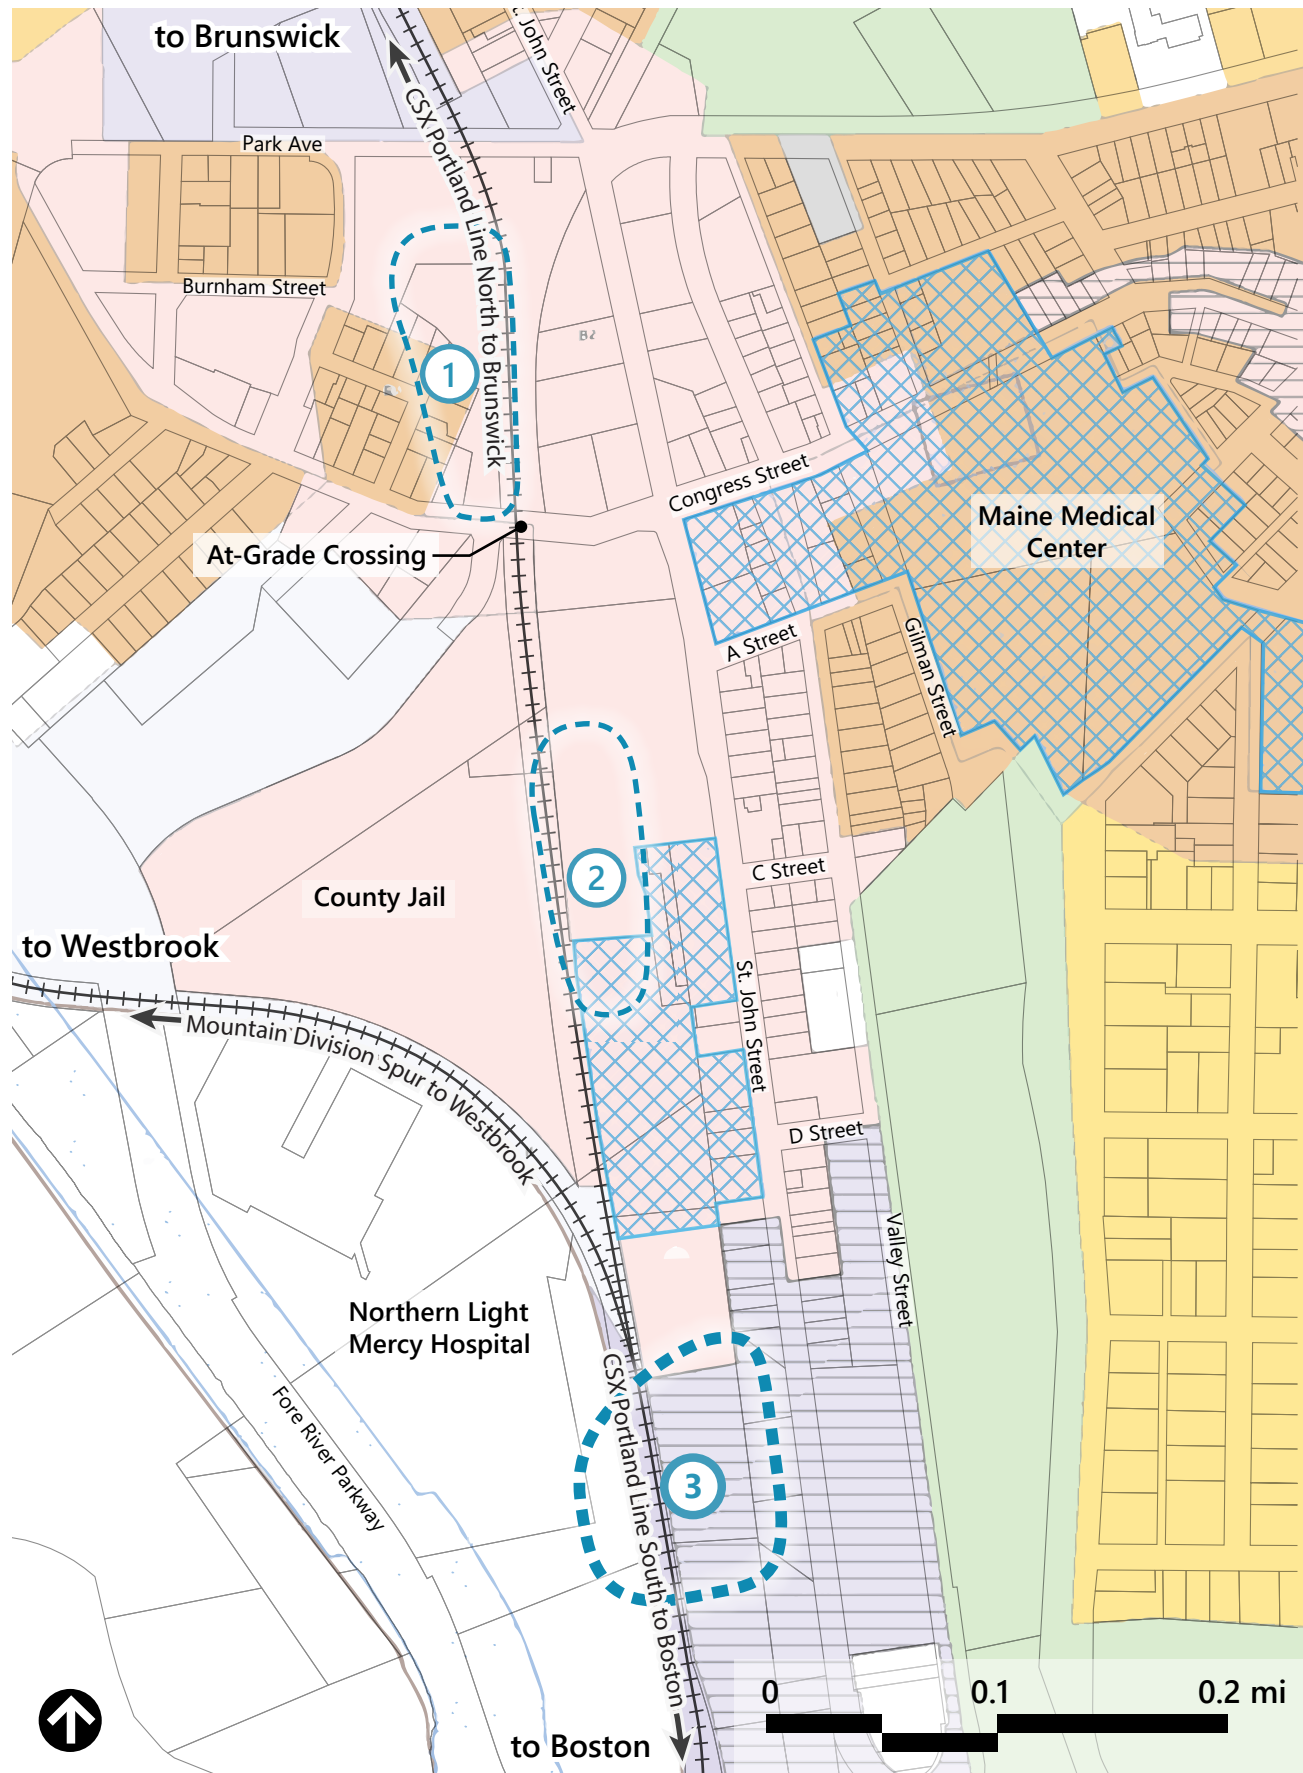 to Brunswick
St. John Street
CSX Portland Line North to Brunswick
Park Ave
Burnham Street
B2
1
Congress Street
Maine Medical
Center
At-Grade Crossing
A Street
Gilman Street
C Street
2
County Jail
to Westbrook
St. John Street
Mountain Division Spur to Westbrook
D Street
Valley Street
Northern Light
Mercy Hospital
CSX Portland Line South to Boston
Fore River Parkway
3
0 0.1 0.2 mi
to Boston